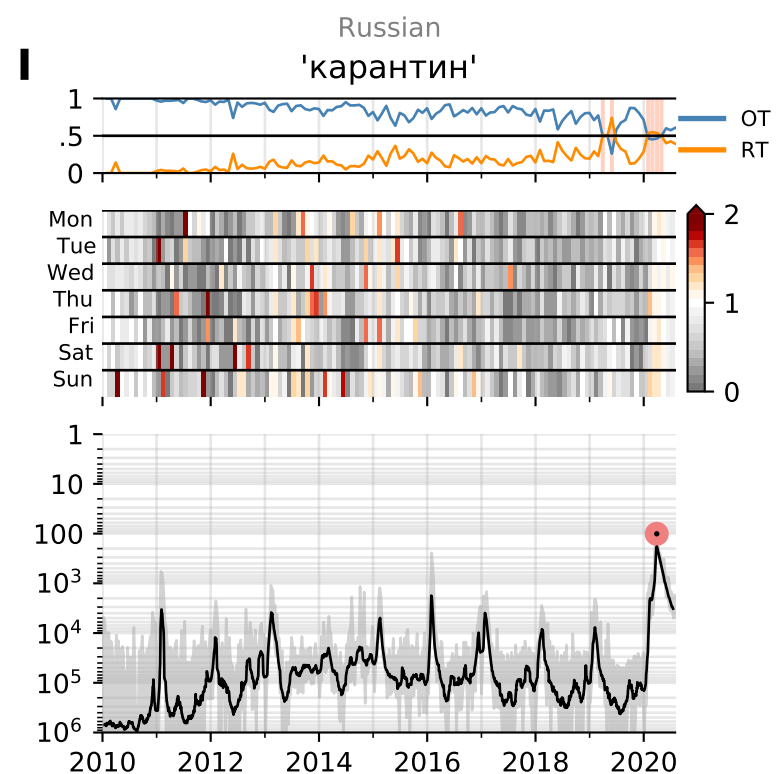 Russian
I
'карантин'
1
.5
0
OT
RT
Mon
Tue
Wed
Thu
Fri
Sat
Sun
2
1
0
1
10
100
10³
10⁴
10⁵
10⁶
2010 2012 2014 2016 2018 2020